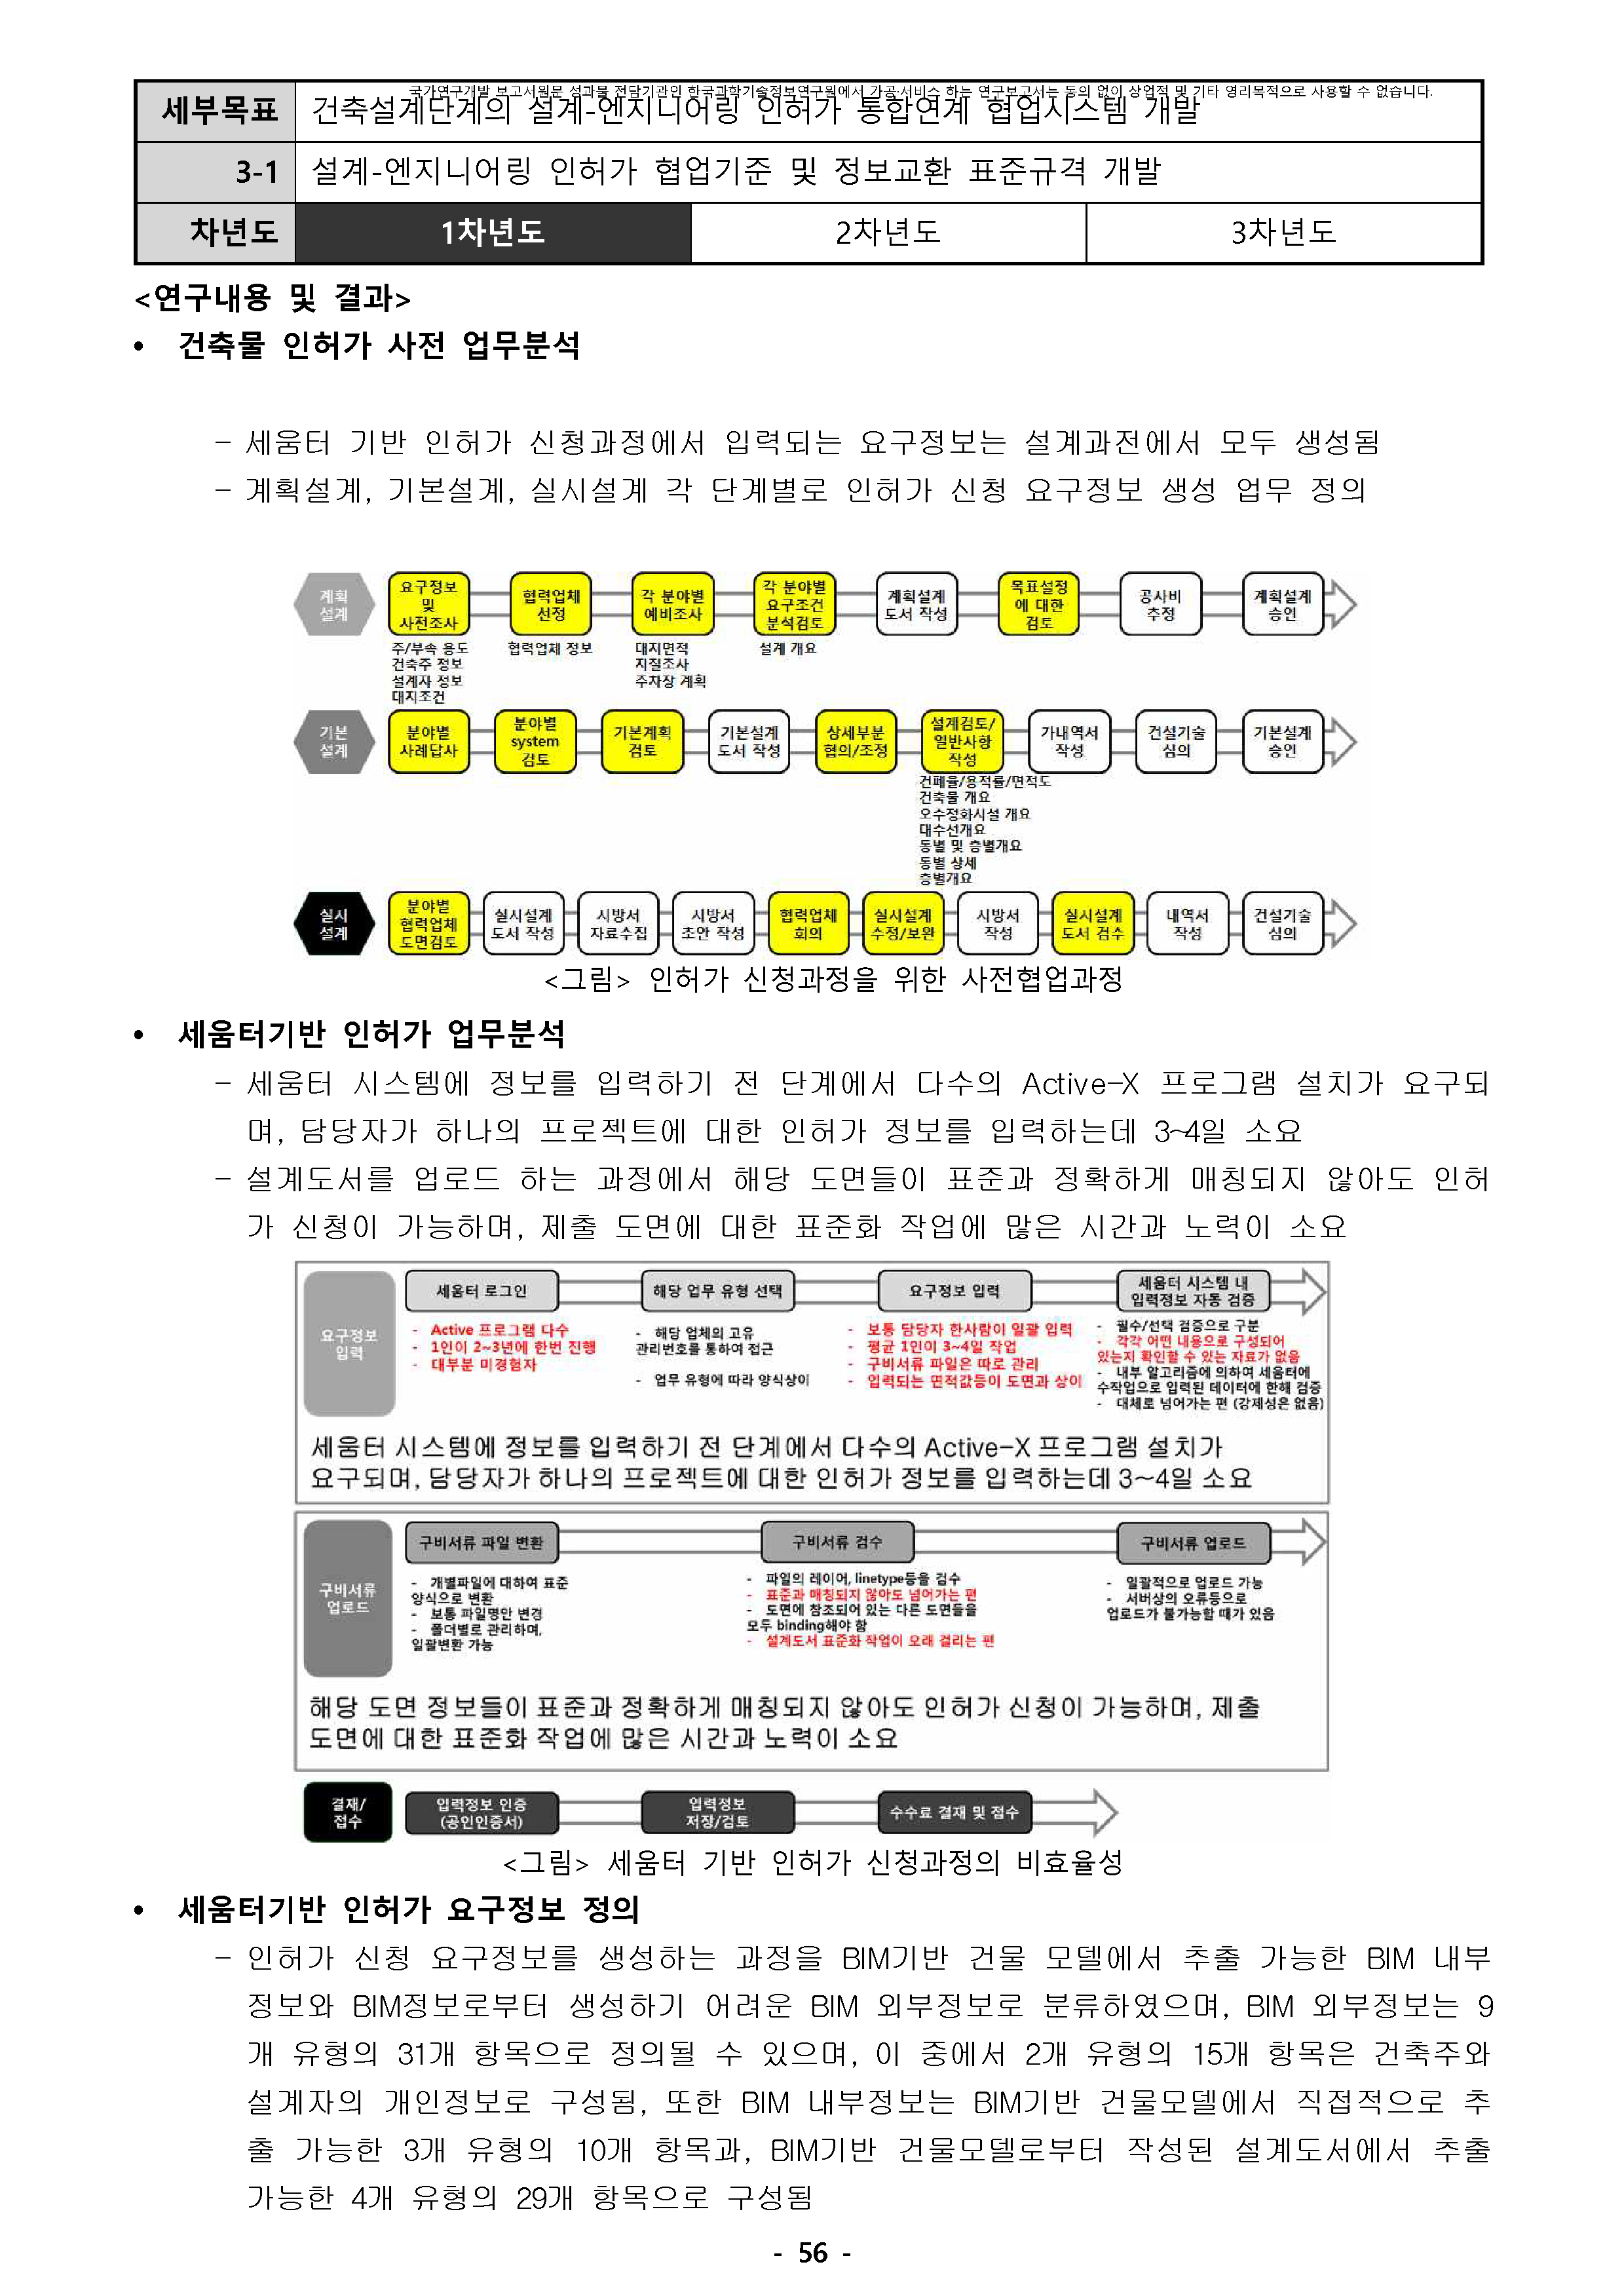 국가연구개발 보고서원문 성과물 전담기관인 한국과학기술정보연구원에서 가공·서비스 하는 연구보고서는 동의 없이 상업적 및 기타 영리목적으로 사용할 수 없습니다.
세부목표 건축설계단계의 설계-엔지니어링 인허가 통합연계 협업시스템 개발
3-1 설계-엔지니어링 인허가 협업기준 및 정보교환 표준규격 개발
차년도 1차년도 2차년도 3차년도
<연구내용 및 결과>
• 건축물 인허가 사전 업무분석
- 세움터 기반 인허가 신청과정에서 입력되는 요구정보는 설계과전에서 모두 생성됨
- 계획설계, 기본설계, 실시설계 각 단계별로 인허가 신청 요구정보 생성 업무 정의
계획
설계
요구정보
및
사전조사
협력업체
선정
각 분야별
예비조사
각 분야별
요구조건
분석검토
계획설계
도서 작성
목표설정
에 대한
검토
공사비
추정
계획설계
승인
주/부속 용도
건축주 정보
설계자 정보
대지조건
협력업체 정보
대지면적
지질조사
주차장 계획
설계 개요
기본
설계
분야별
사례답사
분야별
system
검토
기본계획
검토
기본설계
도서 작성
상세부분
협의/조정
설계검토/
일반사항
작성
가내역서
작성
건설기술
심의
기본설계
승인
건폐율/용적률/면적도
건축물 개요
오수정화시설 개요
대수선개요
동별 및 층별개요
동별 상세
층별개요
실시
설계
분야별
협력업체
도면검토
실시설계
도서 작성
시방서
자료수집
시방서
초안 작성
협력업체
회의
실시설계
수정/보완
시방서
작성
실시설계
도서 검수
내역서
작성
건설기술
심의
<그림> 인허가 신청과정을 위한 사전협업과정
• 세움터기반 인허가 업무분석
- 세움터 시스템에 정보를 입력하기 전 단계에서 다수의 Active-X 프로그램 설치가 요구되
며, 담당자가 하나의 프로젝트에 대한 인허가 정보를 입력하는데 3~4일 소요
- 설계도서를 업로드 하는 과정에서 해당 도면들이 표준과 정확하게 매칭되지 않아도 인허
가 신청이 가능하며, 제출 도면에 대한 표준화 작업에 많은 시간과 노력이 소요
요구정보
입력
세움터 로그인
해당 업무 유형 선택
요구정보 입력
세움터 시스템 내
입력정보 자동 검증
- Active 프로그램 다수
- 1인이 2~3년에 한번 진행
- 대부분 미경험자
- 해당 업체의 고유
관리번호를 통하여 접근
- 업무 유형에 따라 양식상이
- 보통 담당자 한사람이 일괄 입력
- 평균 1인이 3~4일 작업
- 구비서류 파일은 따로 관리
- 입력되는 면적값등이 도면과 상이
- 필수/선택 검증으로 구분
- 각각 어떤 내용으로 구성되어
있는지 확인할 수 있는 자료가 없음
- 내부 알고리즘에 의하여 세움터에
수작업으로 입력된 데이터에 한해 검증
- 대체로 넘어가는 편 (강제성은 없음)
세움터 시스템에 정보를 입력하기 전 단계에서 다수의 Active-X 프로그램 설치가
요구되며, 담당자가 하나의 프로젝트에 대한 인허가 정보를 입력하는데 3~4일 소요
구비서류
업로드
구비서류 파일 변환
구비서류 검수
구비서류 업로드
- 개별파일에 대하여 표준
양식으로 변환
- 보통 파일명만 변경
- 폴더별로 관리하며,
일괄변환 가능
- 파일의 레이어, linetype등을 검수
- 표준과 매칭되지 않아도 넘어가는 편
- 도면에 참조되어 있는 다른 도면들을
모두 binding해야 함
- 설계도서 표준화 작업이 오래 걸리는 편
- 일괄적으로 업로드 가능
- 서버상의 오류등으로
업로드가 불가능할 때가 있음
해당 도면 정보들이 표준과 정확하게 매칭되지 않아도 인허가 신청이 가능하며, 제출
도면에 대한 표준화 작업에 많은 시간과 노력이 소요
결재/
접수
입력정보 인증
(공인인증서)
입력정보
저장/검토
수수료 결재 및 접수
<그림> 세움터 기반 인허가 신청과정의 비효율성
• 세움터기반 인허가 요구정보 정의
- 인허가 신청 요구정보를 생성하는 과정을 BIM기반 건물 모델에서 추출 가능한 BIM 내부
정보와 BIM정보로부터 생성하기 어려운 BIM 외부정보로 분류하였으며, BIM 외부정보는 9
개 유형의 31개 항목으로 정의될 수 있으며, 이 중에서 2개 유형의 15개 항목은 건축주와
설계자의 개인정보로 구성됨, 또한 BIM 내부정보는 BIM기반 건물모델에서 직접적으로 추
출 가능한 3개 유형의 10개 항목과, BIM기반 건물모델로부터 작성된 설계도서에서 추출
가능한 4개 유형의 29개 항목으로 구성됨
- 56 -